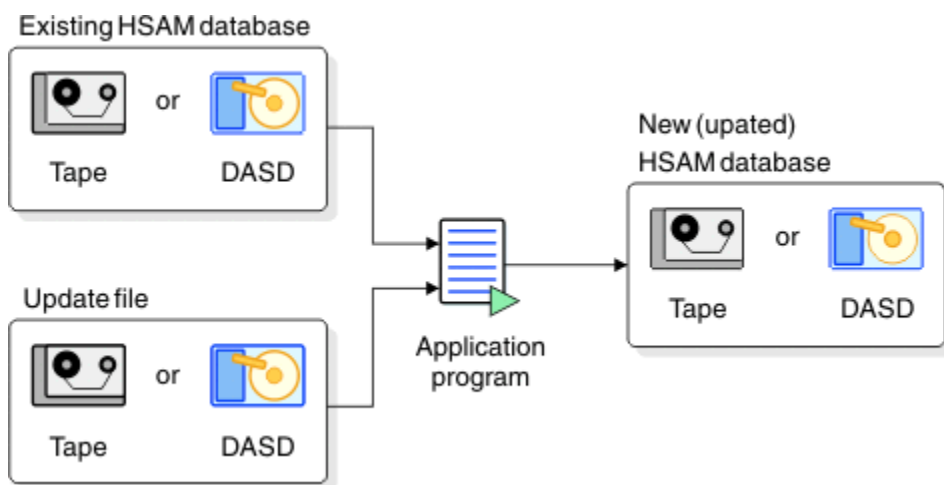 Existing HSAM database
or
Tape DASD
New (upated)
HSAM database
or
Tape DASD
Update file
or
Tape DASD
Application
program